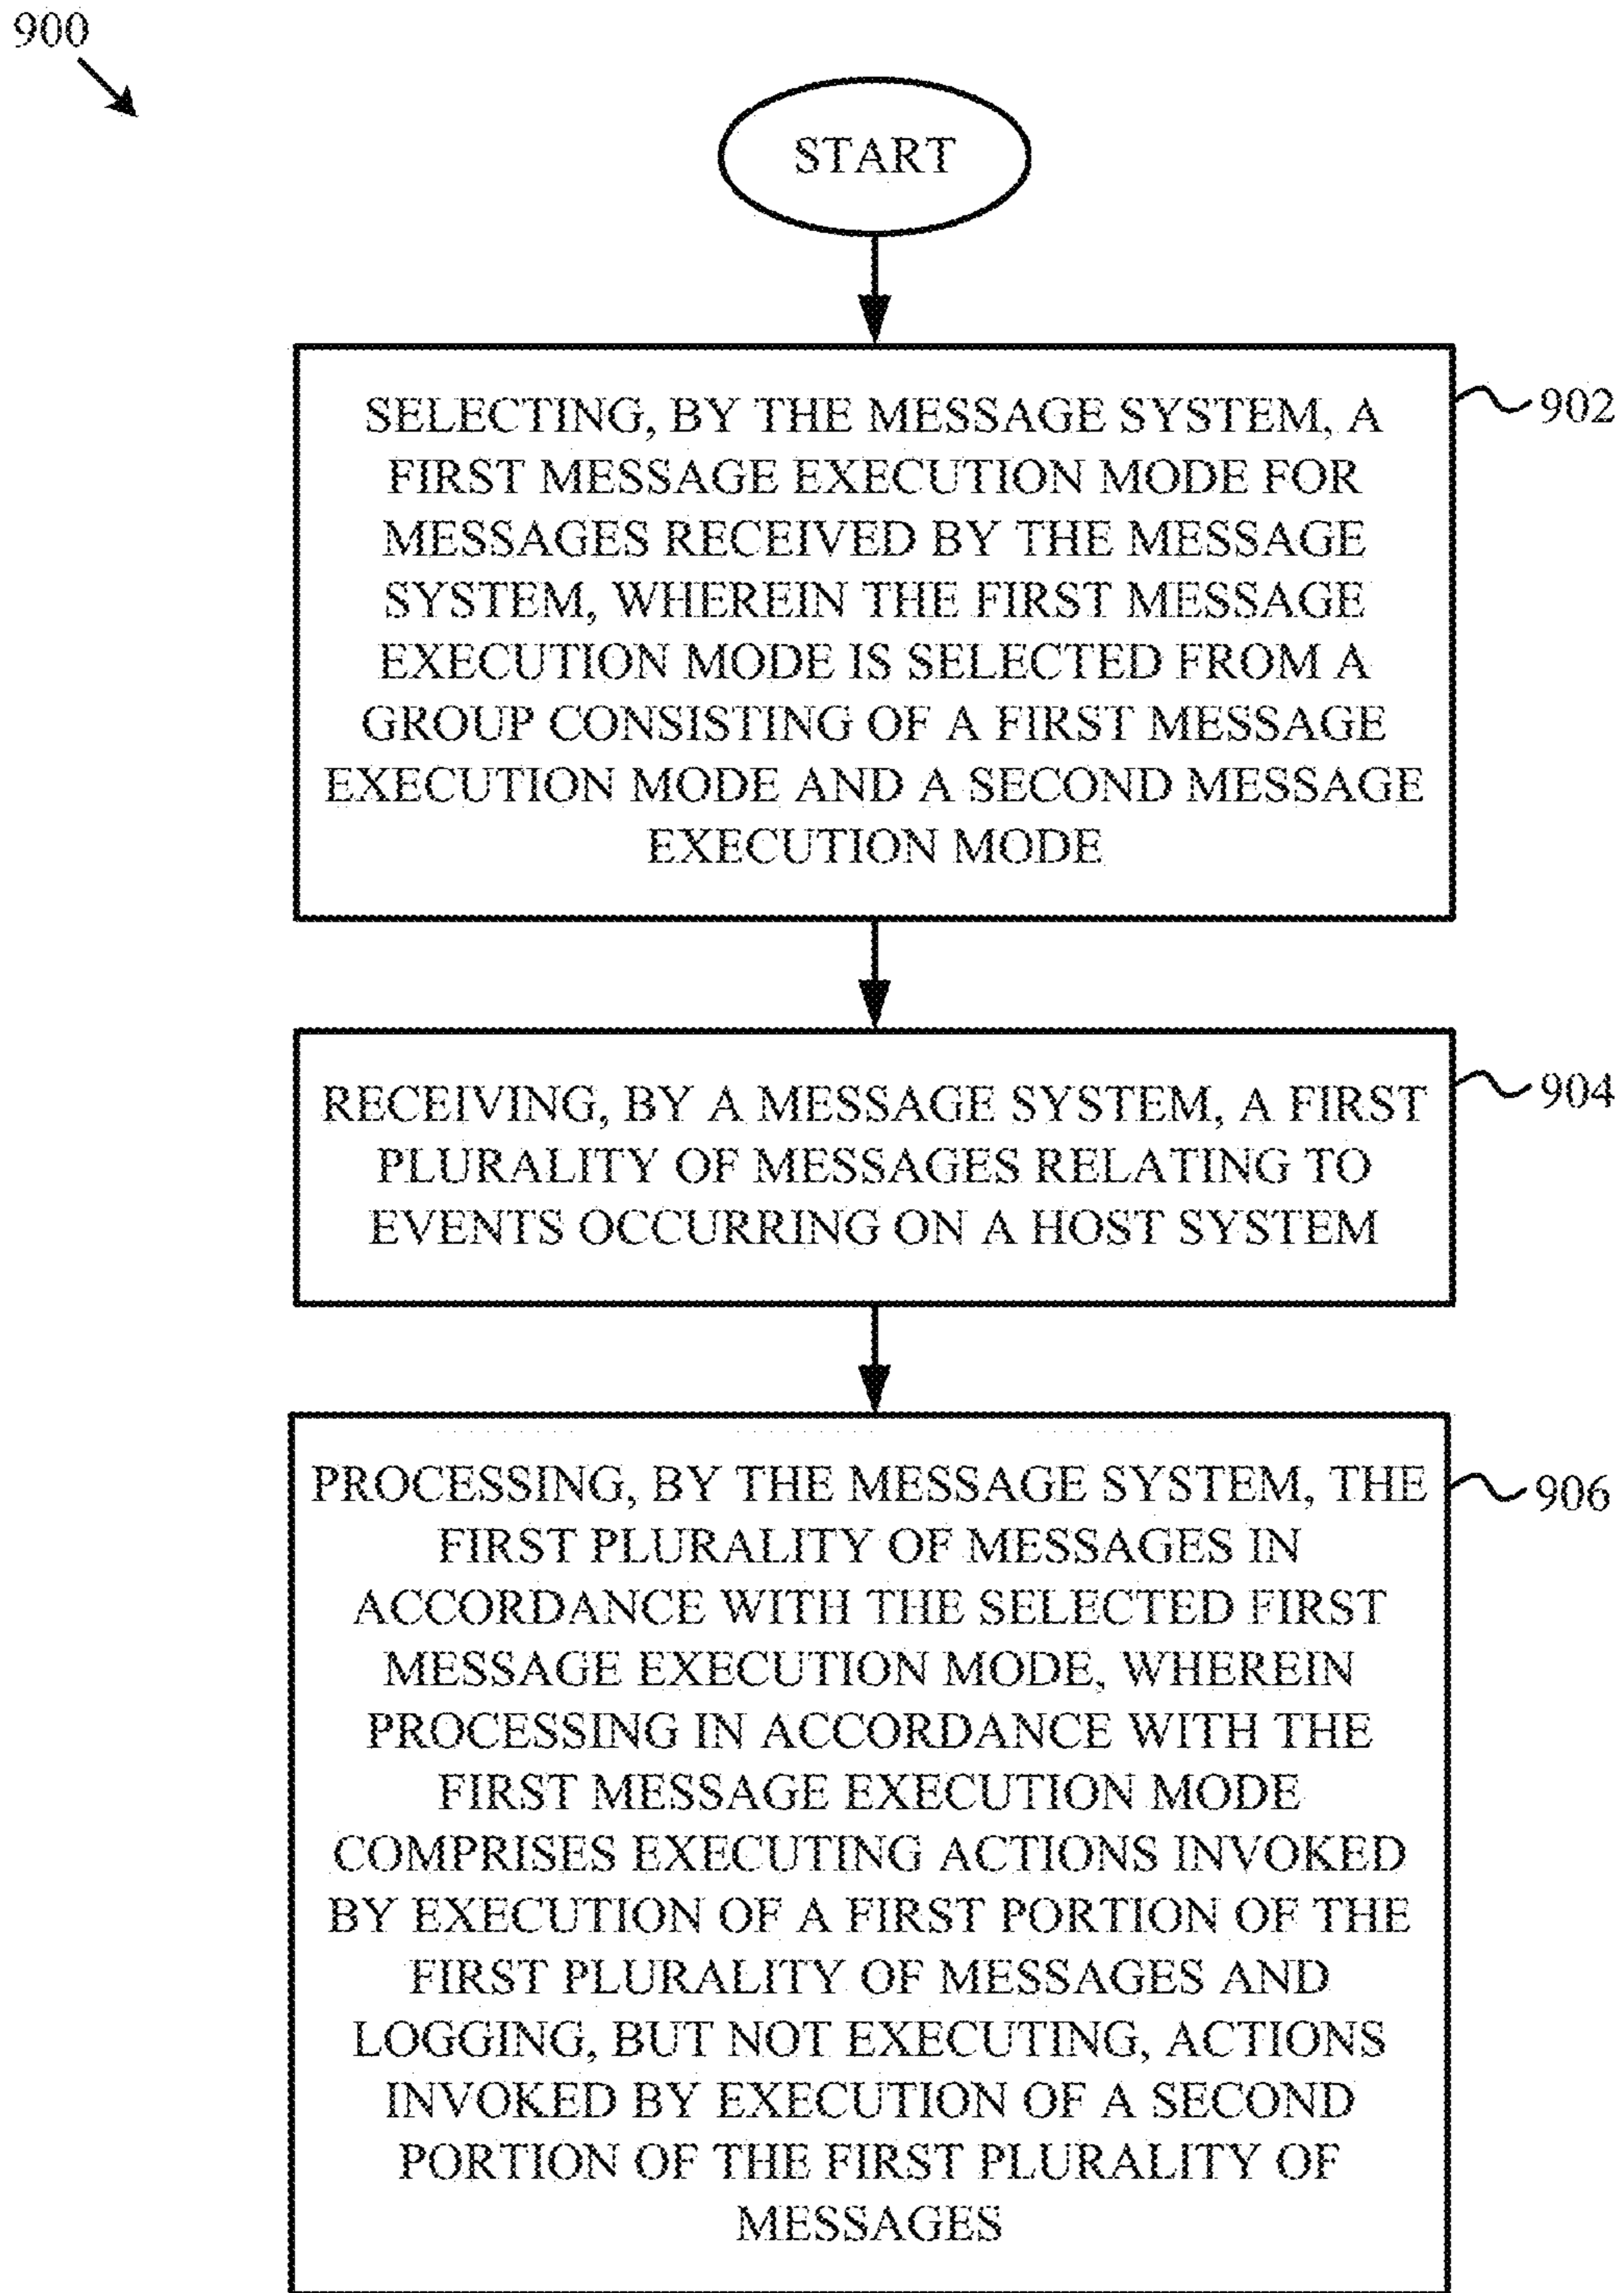 900
START
SELECTING, BY THE MESSAGE SYSTEM, A
FIRST MESSAGE EXECUTION MODE FOR
MESSAGES RECEIVED BY THE MESSAGE
SYSTEM, WHEREIN THE FIRST MESSAGE
EXECUTION MODE IS SELECTED FROM A
GROUP CONSISTING OF A FIRST MESSAGE
EXECUTION MODE AND A SECOND MESSAGE
EXECUTION MODE
902
RECEIVING, BY A MESSAGE SYSTEM, A FIRST
PLURALITY OF MESSAGES RELATING TO
EVENTS OCCURRING ON A HOST SYSTEM
904
PROCESSING, BY THE MESSAGE SYSTEM, THE
FIRST PLURALITY OF MESSAGES IN
ACCORDANCE WITH THE SELECTED FIRST
MESSAGE EXECUTION MODE, WHEREIN
PROCESSING IN ACCORDANCE WITH THE
FIRST MESSAGE EXECUTION MODE
COMPRISES EXECUTING ACTIONS INVOKED
BY EXECUTION OF A FIRST PORTION OF THE
FIRST PLURALITY OF MESSAGES AND
LOGGING, BUT NOT EXECUTING, ACTIONS
INVOKED BY EXECUTION OF A SECOND
PORTION OF THE FIRST PLURALITY OF
MESSAGES
906